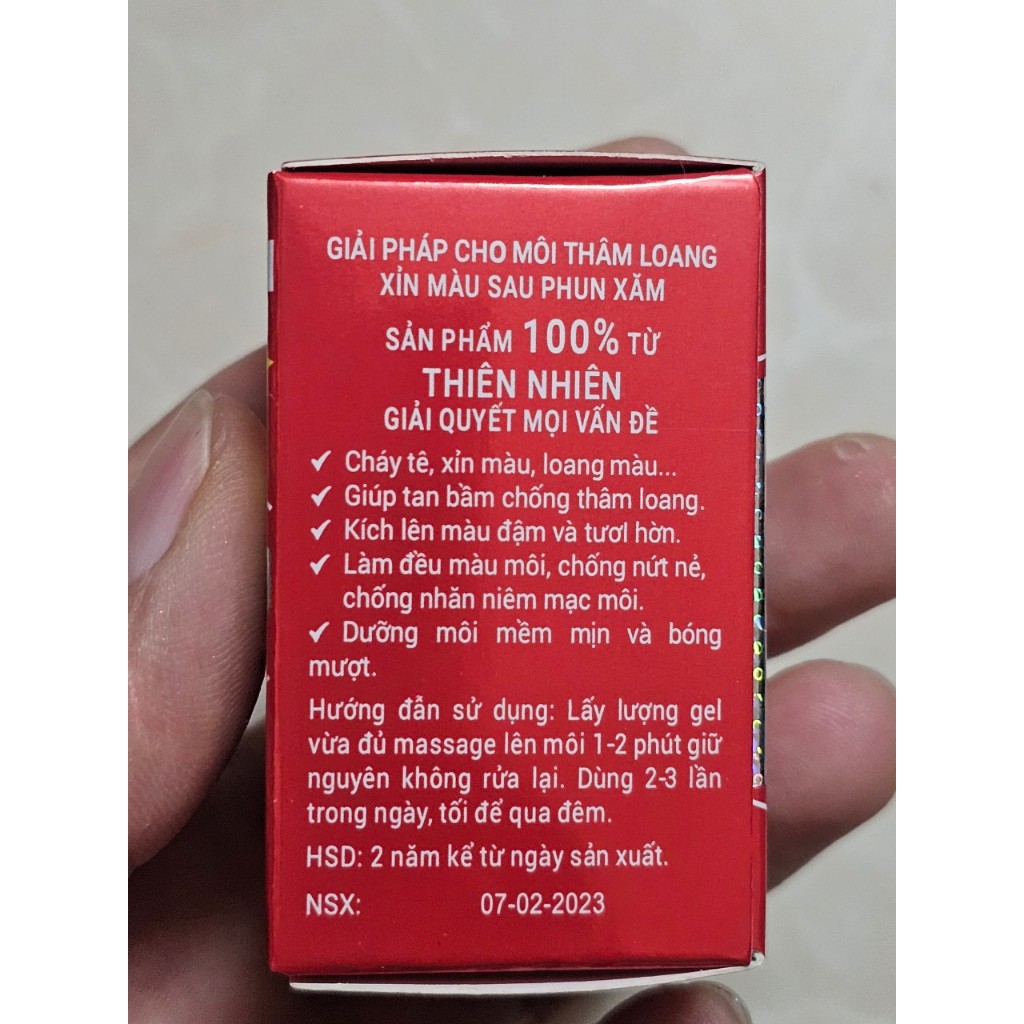 GIẢI PHÁP CHO MÔI THÂM LOANG
XỈN MÀU SAU PHUN XĂM
SẢN PHẨM 100% TỪ
THIÊN NHIÊN
GIẢI QUYẾT MỌI VẤN ĐỀ
✓ Cháy tê, xỉn màu, loang màu...
✓ Giúp tan bầm chống thâm loang.
✓ Kích lên màu đậm và tươl hờn.
✓ Làm đều màu môi, chống nứt nẻ,
chống nhăn niêm mạc môi.
✓ Dưỡng môi mềm mịn và bóng
mượt.
Hướng đẫn sử dụng: Lấy lượng gel
vừa đủ massage lên môi 1-2 phút giữ
nguyên không rửa lại. Dùng 2-3 lần
trong ngày, tối để qua đêm.
HSD: 2 năm kể từ ngày sản xuất.
NSX: 07-02-2023